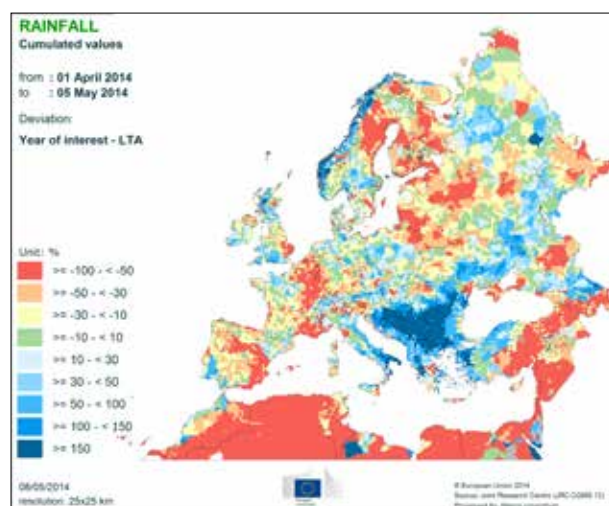 RAINFALL
Cumulated values
from : 01 April 2014
to : 05 May 2014
Deviation:
Year of interest - LTA
Unit: %
>= -100 - < -50
>= -50 - < -30
>= -30 - < -10
>= -10 - < 10
>= 10 - < 30
>= 30 - < 50
>= 50 - < 100
>= 100 - < 150
>= 150
08/05/2014
resolution: 25x25 km
© European Union 2014
Source: Joint Research Centre